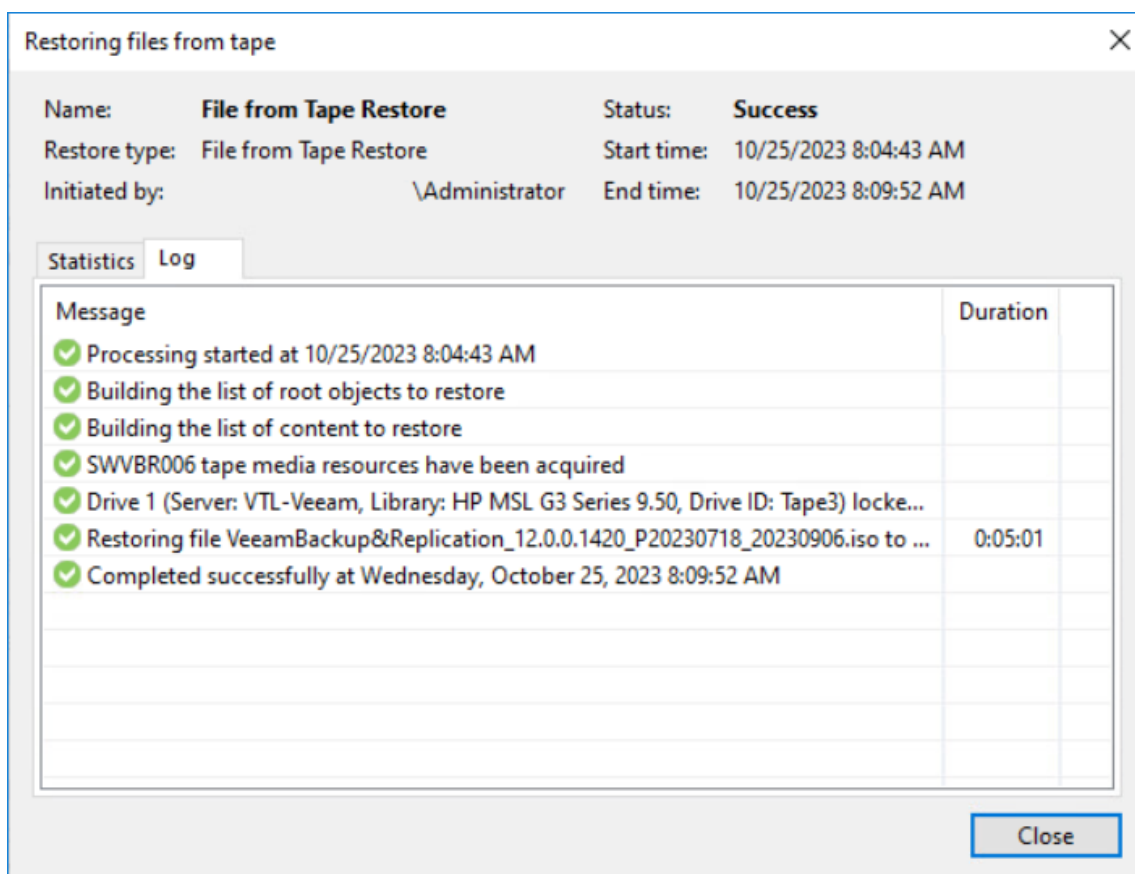 Restoring files from tape
Name: File from Tape Restore Status: Success
Restore type: File from Tape Restore Start time: 10/25/2023 8:04:43 AM
Initiated by: \Administrator End time: 10/25/2023 8:09:52 AM
Statistics Log
Message Duration
Processing started at 10/25/2023 8:04:43 AM
Building the list of root objects to restore
Building the list of content to restore
SWVBR006 tape media resources have been acquired
Drive 1 (Server: VTL-Veeam, Library: HP MSL G3 Series 9.50, Drive ID: Tape3) locke...
Restoring file VeeamBackup&Replication_12.0.0.1420_P20230718_20230906.iso to ... 0:05:01
Completed successfully at Wednesday, October 25, 2023 8:09:52 AM
Close